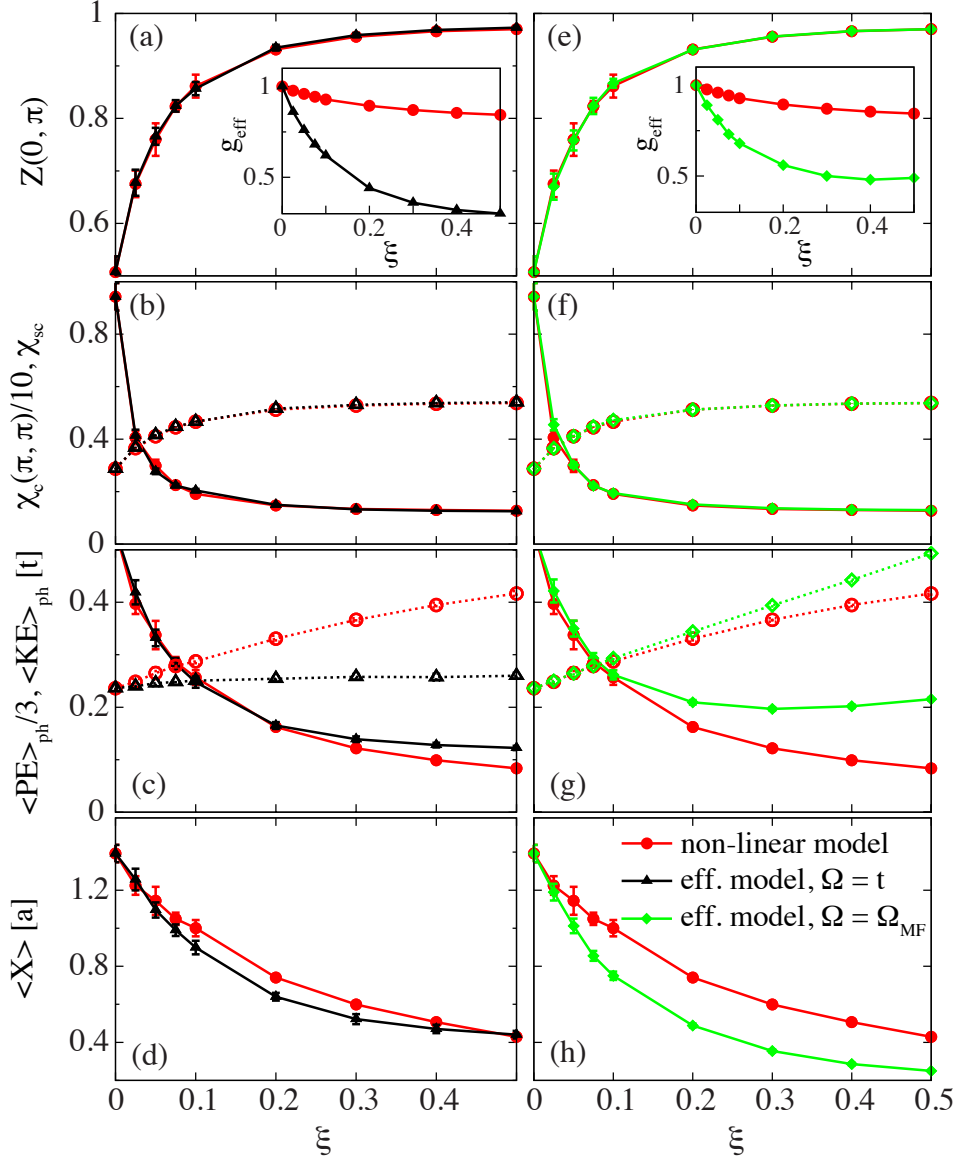 1
(a)
(e)
Z(0, π)
0.8
0.6
1
g_eff
0.5
0
0.2
0.4
ξ
1
g_eff
0.5
0
0.2
0.4
ξ
(b)
(f)
χ_c(π, π)/10, χ_sc
0.8
0.4
0
<PE>_ph/3, <KE>_ph [t]
0.4
0.2
0
(c)
(g)
<X> [a]
1.2
0.8
0.4
(d)
(h)
non-linear model
eff. model, Ω = t
eff. model, Ω = Ω_MF
0 0.1 0.2 0.3 0.4 0 0.1 0.2 0.3 0.4 0.5
ξ ξ